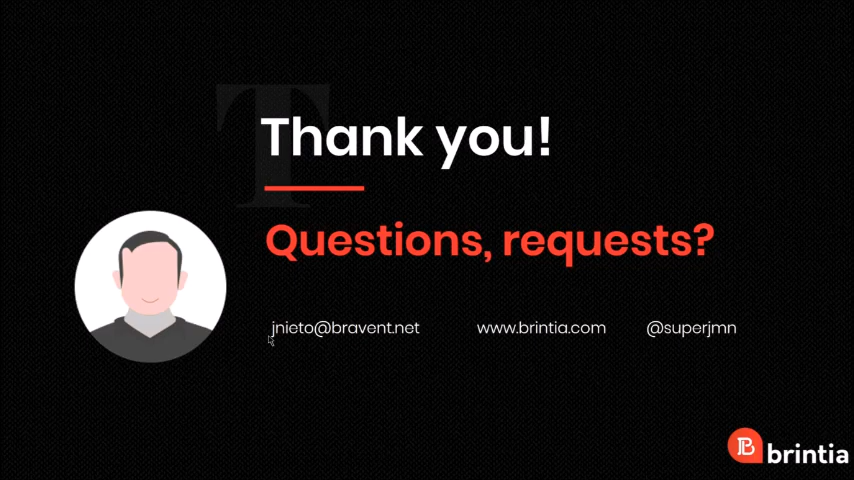 T
Thank you!
Questions, requests?
jnieto@bravent.net www.brintia.com @superjmn
B brintia